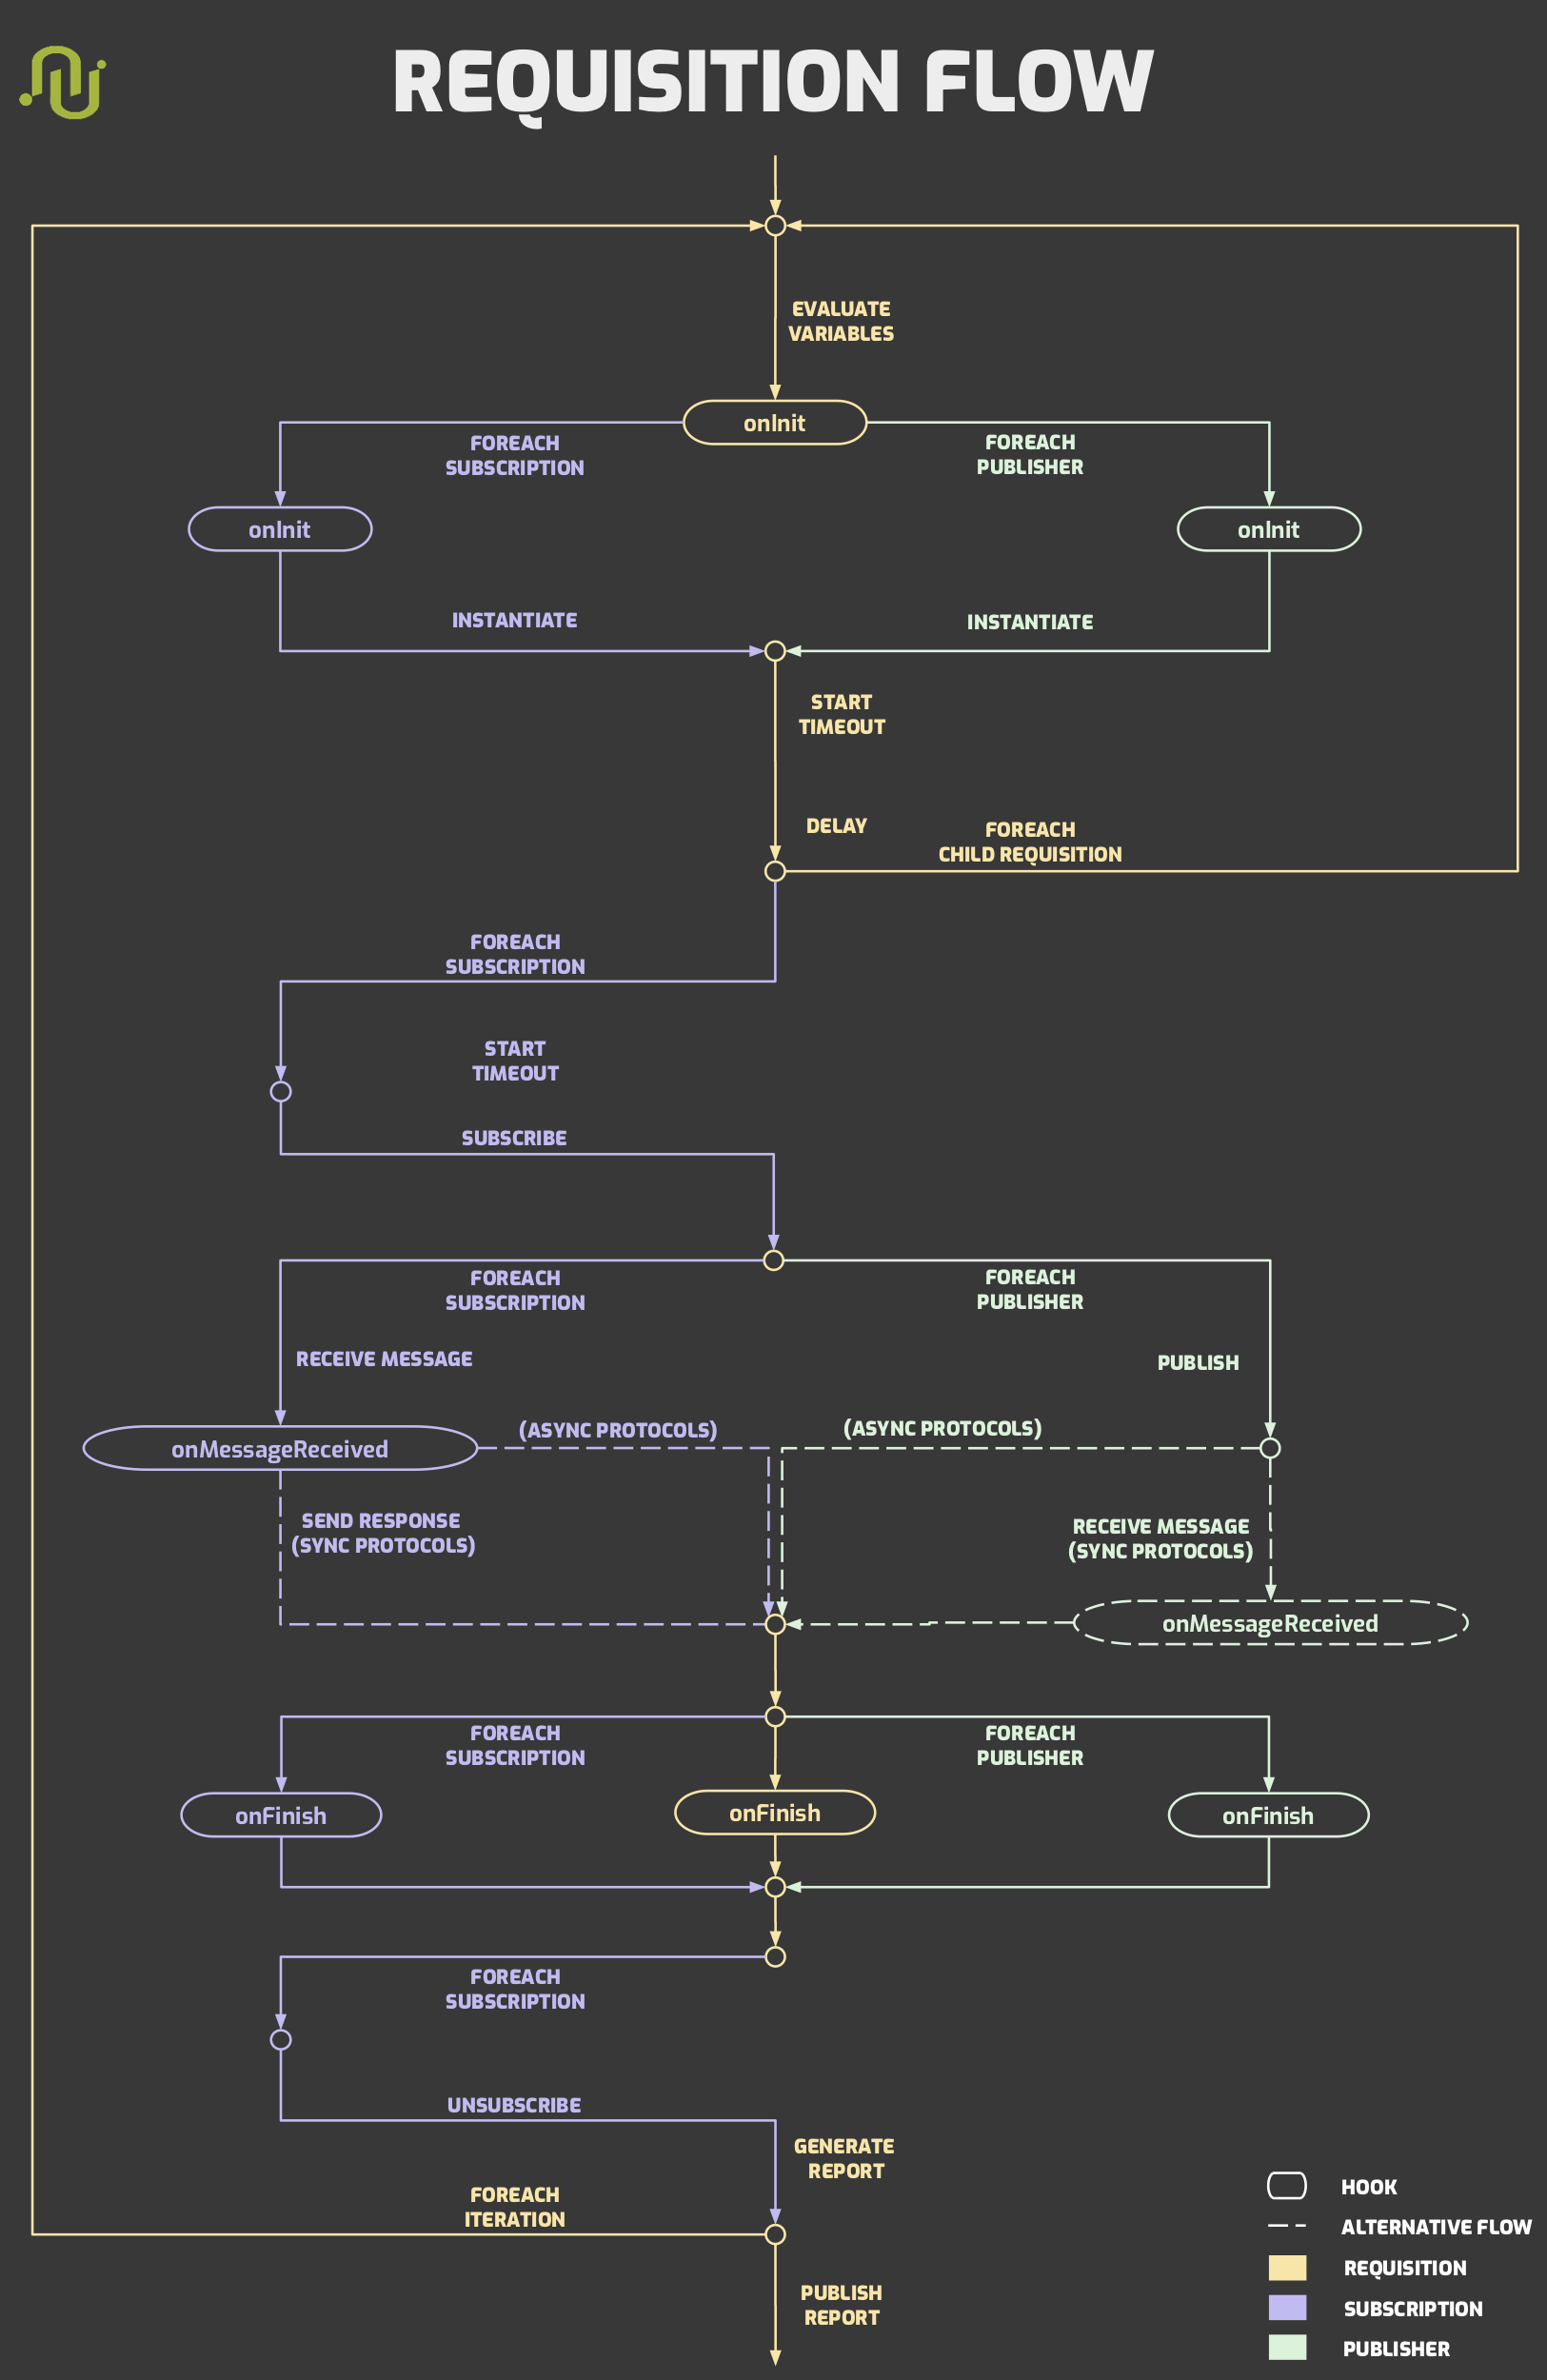 REQUISITION FLOW
EVALUATE
VARIABLES
onInit
FOREACH
SUBSCRIPTION
FOREACH
PUBLISHER
onInit
onInit
INSTANTIATE
INSTANTIATE
START
TIMEOUT
DELAY
FOREACH
CHILD REQUISITION
FOREACH
SUBSCRIPTION
START
TIMEOUT
SUBSCRIBE
FOREACH
SUBSCRIPTION
FOREACH
PUBLISHER
RECEIVE MESSAGE
PUBLISH
(ASYNC PROTOCOLS)
(ASYNC PROTOCOLS)
onMessageReceived
SEND RESPONSE
(SYNC PROTOCOLS)
RECEIVE MESSAGE
(SYNC PROTOCOLS)
onMessageReceived
FOREACH
SUBSCRIPTION
FOREACH
PUBLISHER
onFinish
onFinish
onFinish
FOREACH
SUBSCRIPTION
UNSUBSCRIBE
GENERATE
REPORT
FOREACH
ITERATION
PUBLISH
REPORT
HOOK
ALTERNATIVE FLOW
REQUISITION
SUBSCRIPTION
PUBLISHER